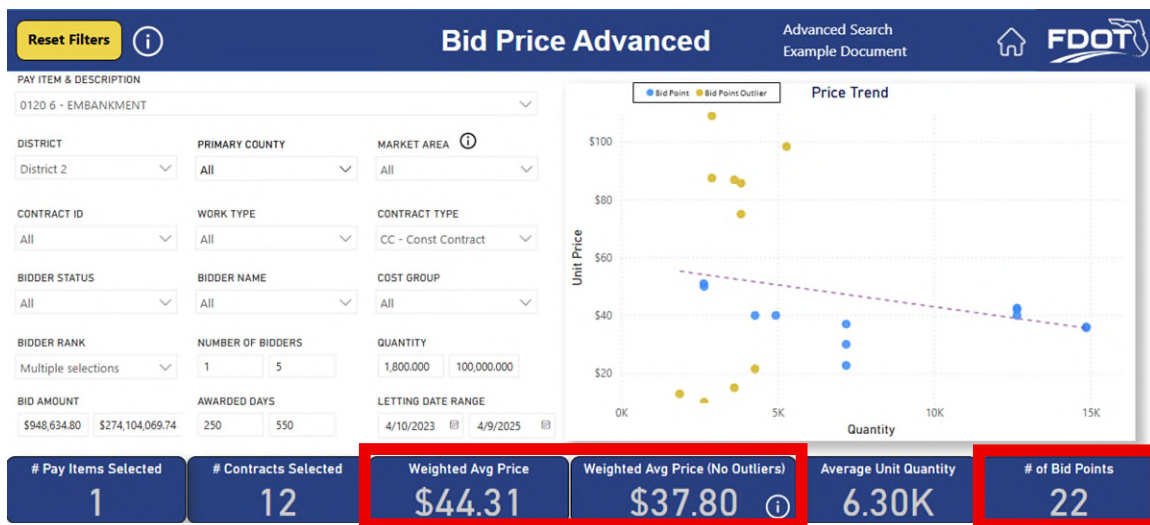 Reset Filters
Bid Price Advanced
Advanced Search
Example Document
FDOT
PAY ITEM & DESCRIPTION
0120 6 - EMBANKMENT
DISTRICT
PRIMARY COUNTY
MARKET AREA
District 2
All
All
CONTRACT ID
WORK TYPE
CONTRACT TYPE
All
All
CC - Const Contract
BIDDER STATUS
BIDDER NAME
COST GROUP
All
All
All
BIDDER RANK
NUMBER OF BIDDERS
QUANTITY
Multiple selections
1
5
1,800.000
100,000.000
BID AMOUNT
AWARDED DAYS
LETTING DATE RANGE
$948,634.80
$274,104,069.74
250
550
4/10/2023
4/9/2025
Bid Point
Bid Point Outlier
Price Trend
Unit Price
$100
$80
$60
$40
$20
0K
5K
10K
15K
Quantity
# Pay Items Selected
1
# Contracts Selected
12
Weighted Avg Price
$44.31
Weighted Avg Price (No Outliers)
$37.80
Average Unit Quantity
6.30K
# of Bid Points
22